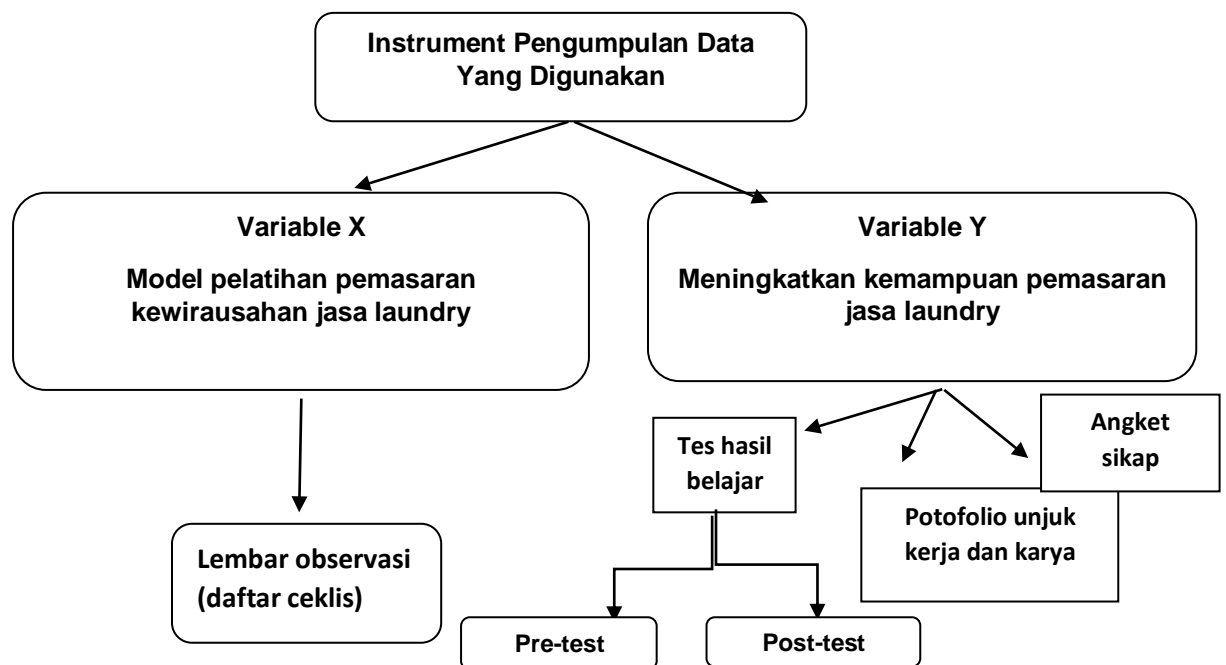 Instrument Pengumpulan Data
Yang Digunakan
Variable X
Model pelatihan pemasaran
kewirausahan jasa laundry
Variable Y
Meningkatkan kemampuan pemasaran
jasa laundry
Lembar observasi
(daftar ceklis)
Tes hasil
belajar
Potofolio unjuk
kerja dan karya
Angket
sikap
Pre-test
Post-test